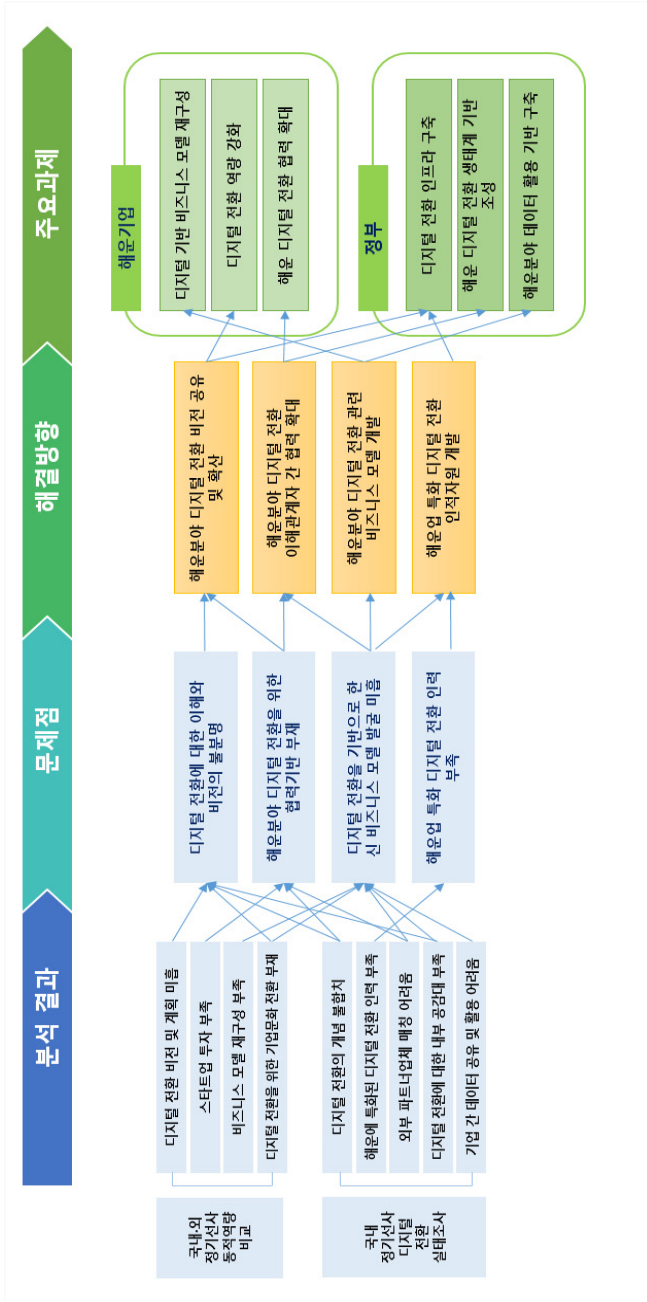 분석 결과
문제점
해결방향
주요과제
국내·외
정기선사
동적역량
비교
디지털 전환 비전 및 계획 미흡
스타트업 투자 부족
비즈니스 모델 재구성 부족
디지털 전환을 위한 기업문화 전환 부재
국내
정기선사
디지털
전환
실태조사
디지털 전환의 개념 불합치
해운에 특화된 디지털 전환 인력 부족
외부 파트너업체 매칭 어려움
디지털 전환에 대한 내부 공감대 부족
기업 간 데이터 공유 및 활용 어려움
디지털 전환에 대한 이해와
비전의 불분명
해운분야 디지털 전환을 위한
협력기반 부재
디지털 전환을 기반으로 한
신 비즈니스 모델 발굴 미흡
해운업 특화 디지털 전환 인력
부족
해운분야 디지털 전환 비전 공유
및 확산
해운분야 디지털 전환
이해관계자 간 협력 확대
해운분야 디지털 전환 관련
비즈니스 모델 개발
해운업 특화 디지털 전환
인적자원 개발
해운기업
디지털 기반 비즈니스 모델 재구성
디지털 전환 역량 강화
해운 디지털 전환 협력 확대
정부
디지털 전환 인프라 구축
해운 디지털 전환 생태계 기반
조성
해운분야 데이터 활용 기반 구축